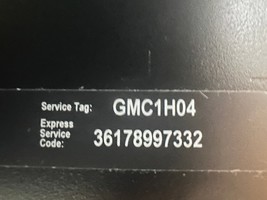 Service Tag: GMC1H04
Express
Service
Code: 36178997332